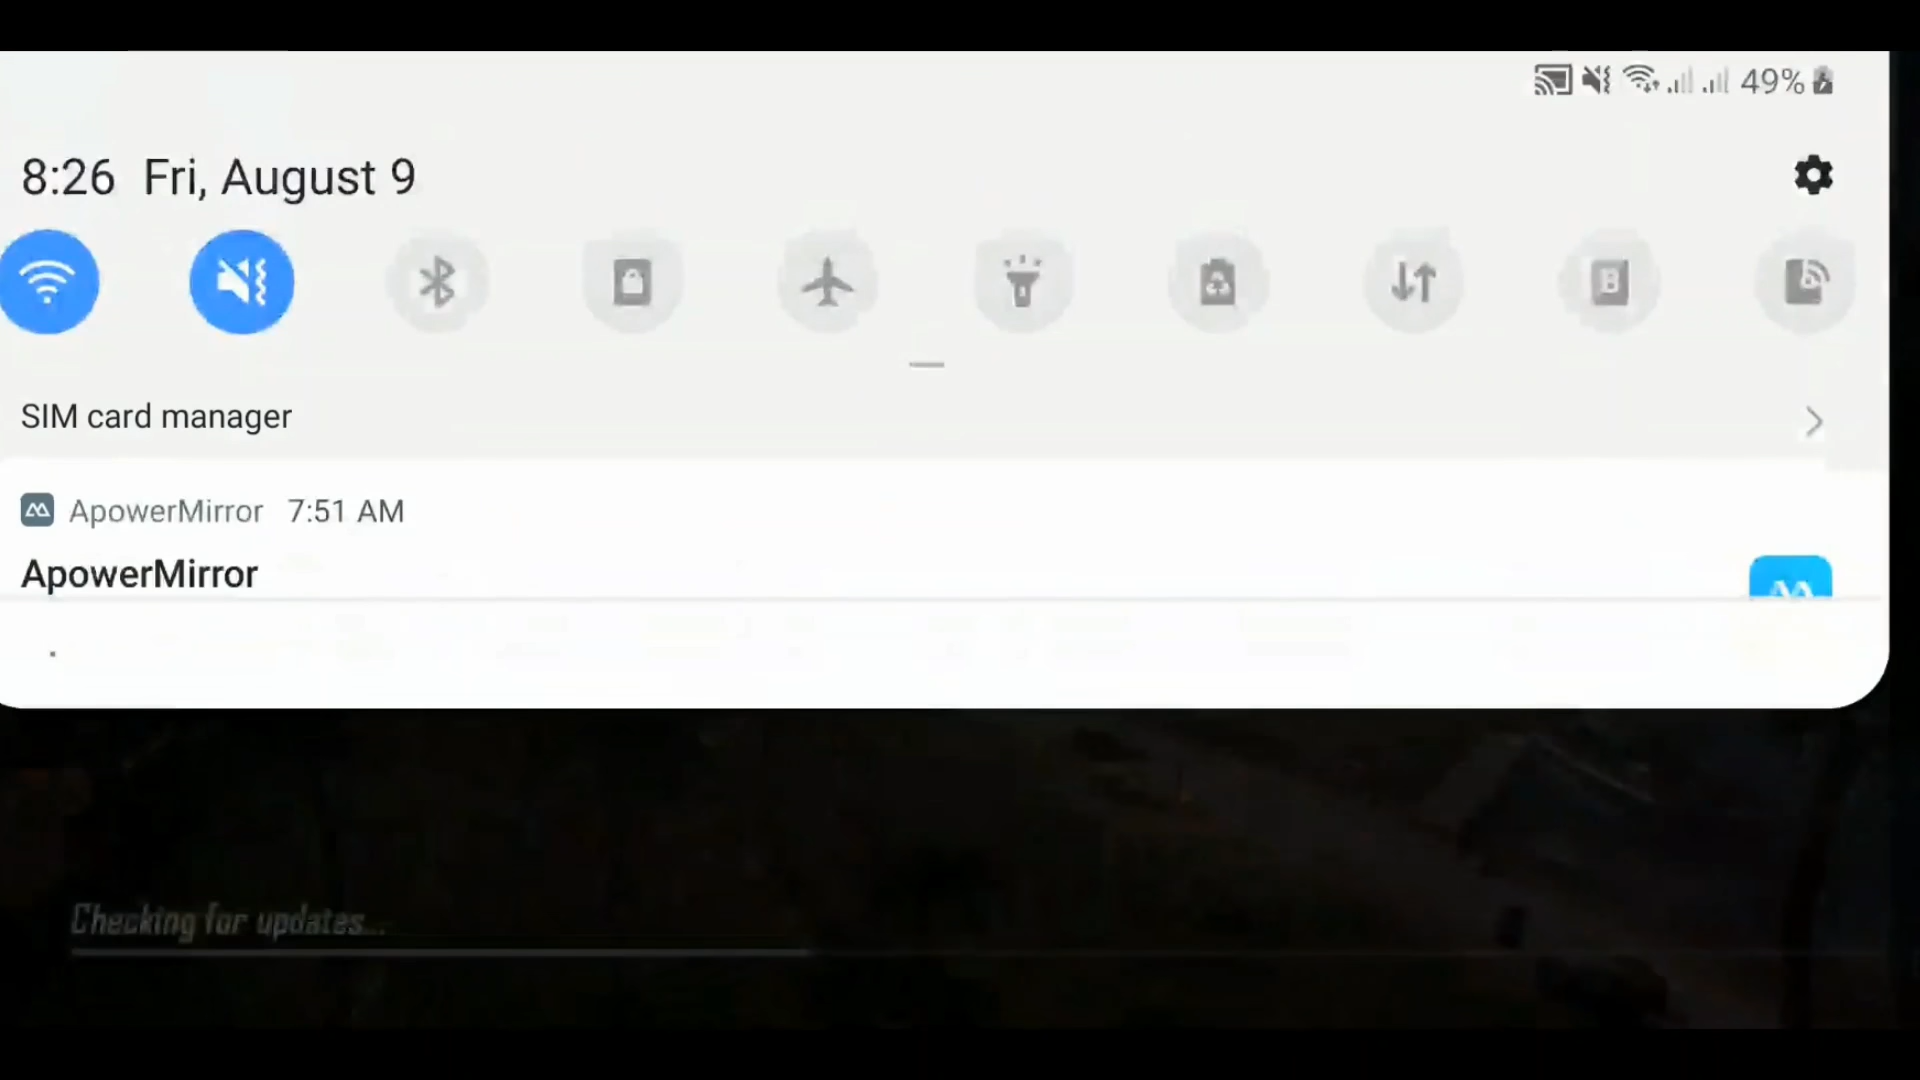 49%
8:26 Fri, August 9
SIM card manager
ApowerMirror 7:51 AM
ApowerMirror
Checking for updates...